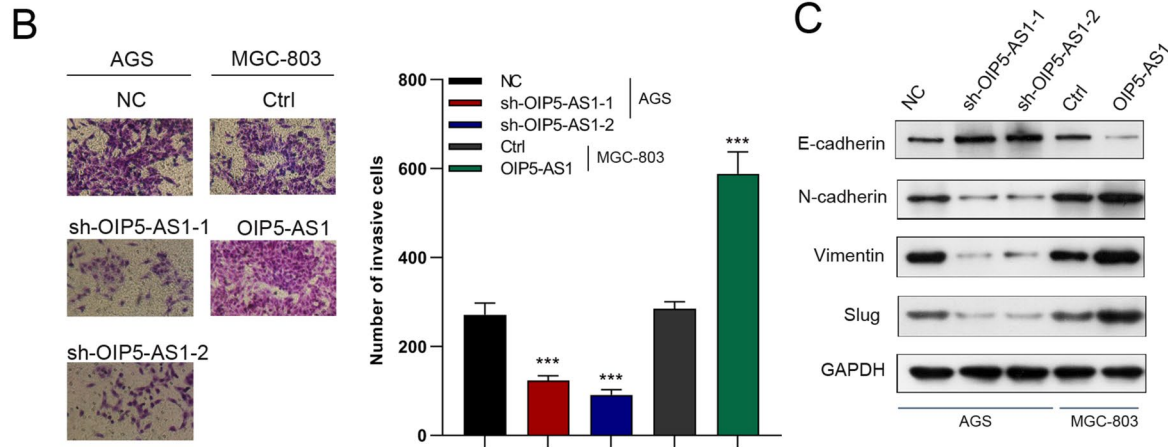 B
AGS MGC-803
NC Ctrl
sh-OIP5-AS1-1 OIP5-AS1
sh-OIP5-AS1-2
Number of invasive cells
800
600
400
200
0
NC
sh-OIP5-AS1-1
sh-OIP5-AS1-2
AGS
Ctrl
OIP5-AS1
MGC-803
***
***
***
C
NC sh-OIP5-AS1-1 sh-OIP5-AS1-2 Ctrl OIP5-AS1
E-cadherin
N-cadherin
Vimentin
Slug
GAPDH
AGS MGC-803